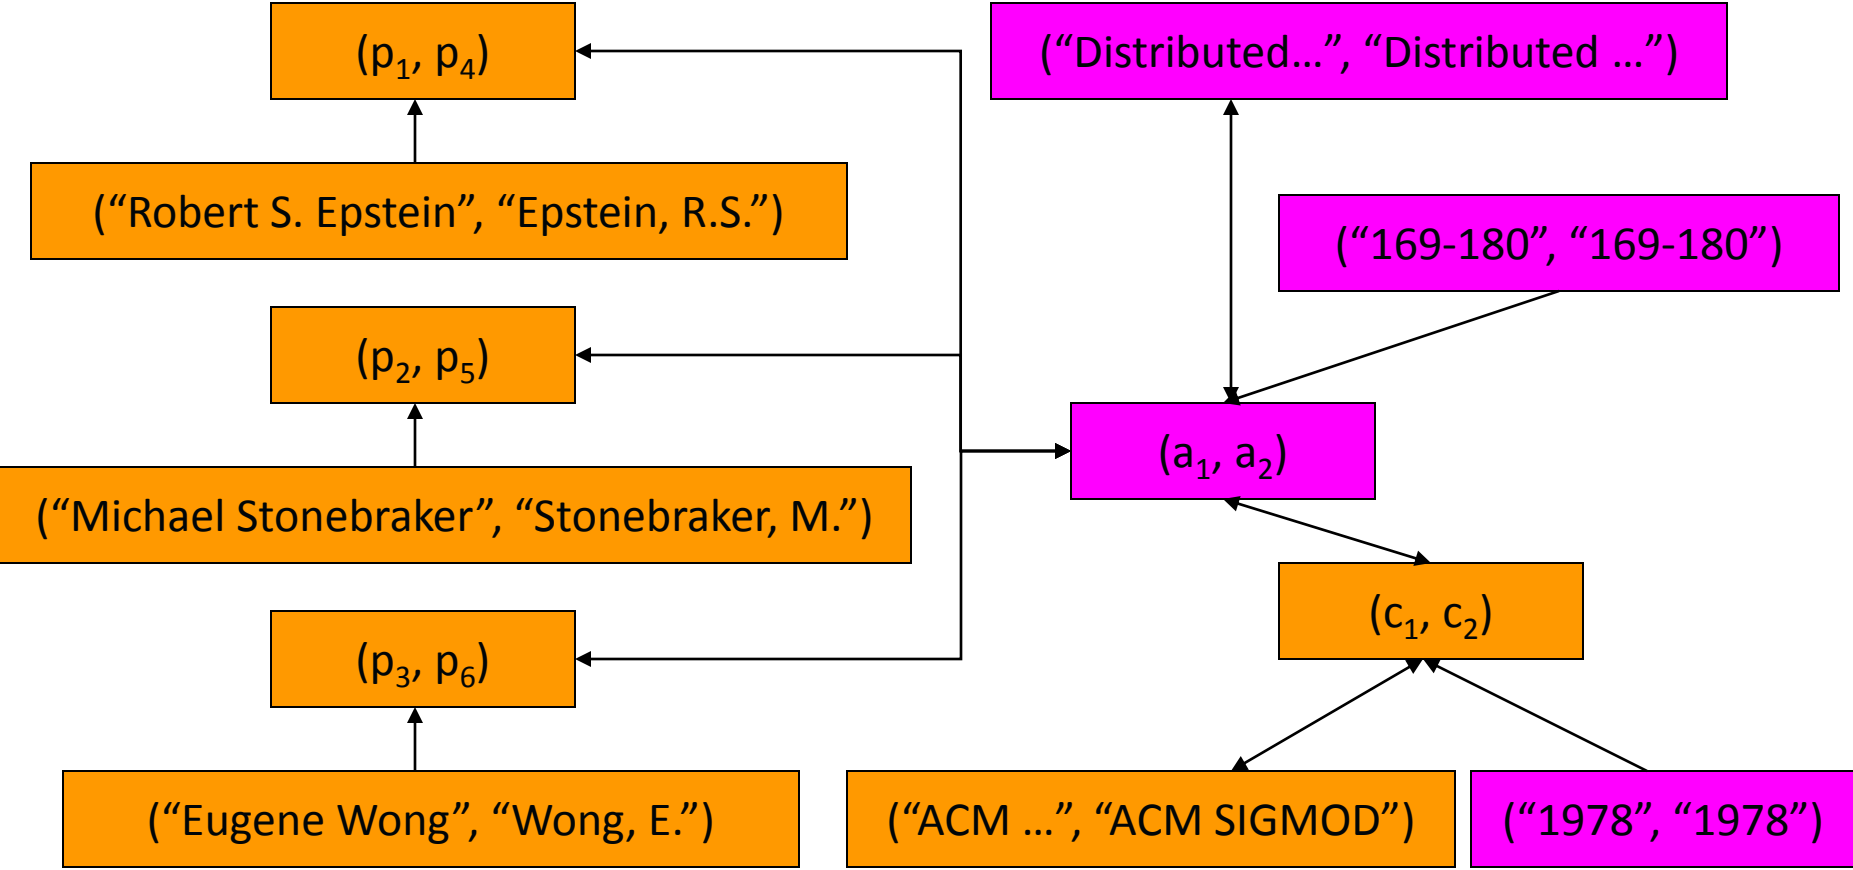 (p₁, p₄)
(“Distributed…”, “Distributed …”)
(“Robert S. Epstein”, “Epstein, R.S.”)
(“169-180”, “169-180”)
(p₂, p₅)
(a₁, a₂)
(“Michael Stonebraker”, “Stonebraker, M.”)
(c₁, c₂)
(p₃, p₆)
(“Eugene Wong”, “Wong, E.”)
(“ACM …”, “ACM SIGMOD”)
(“1978”, “1978”)